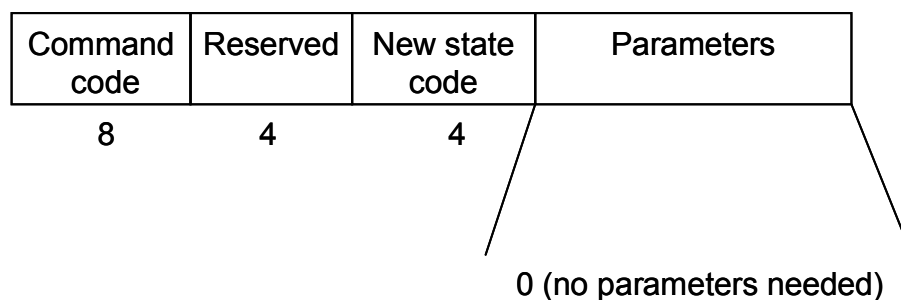 Command code
Reserved
New state code
Parameters
8
4
4
0 (no parameters needed)